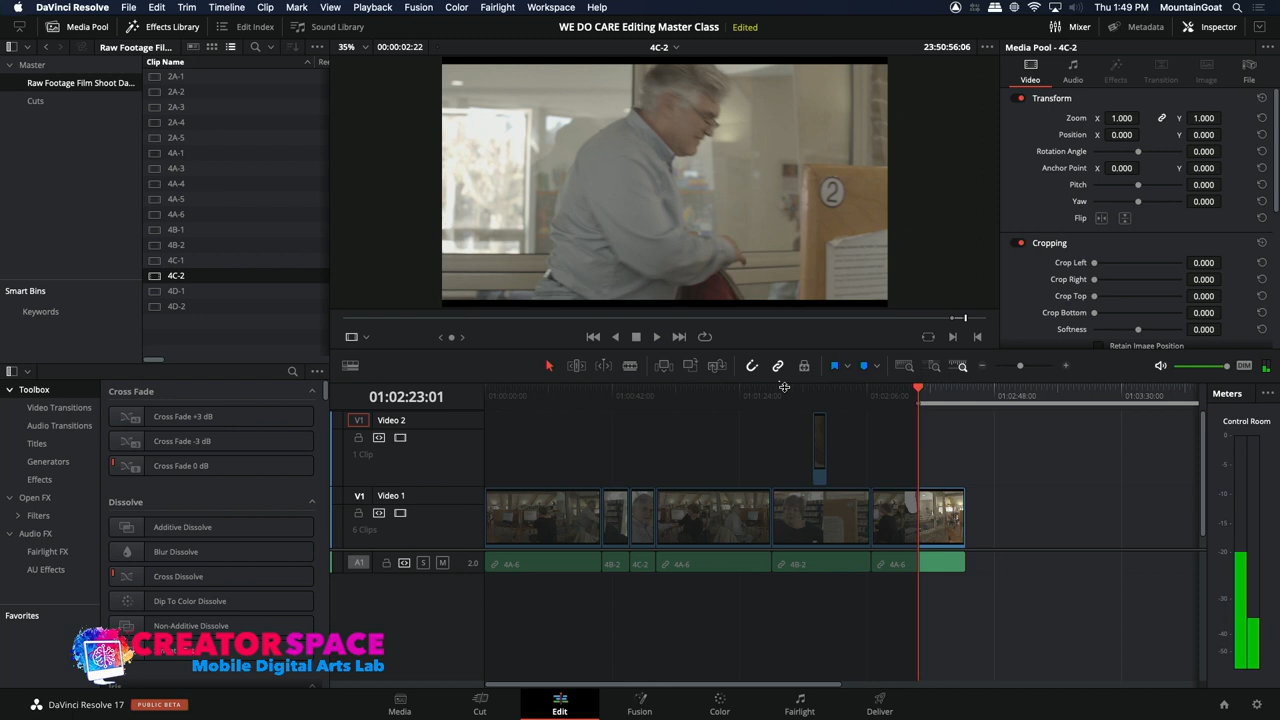 DaVinci Resolve File Edit Trim Timeline Clip Mark View Playback Fusion Color Fairlight Workspace Help Thu 1:49 PM MountainGoat
Media Pool Effects Library Edit Index Sound Library WE DO CARE Editing Master Class Edited Mixer Metadata Inspector
Raw Footage Fil... 35% 00:00:02:22 4C-2 23:50:56:06 Media Pool - 4C-2
Master
Raw Footage Film Shoot Da...
Cuts
Smart Bins
Keywords
Clip Name
2A-1
2A-2
2A-3
2A-4
2A-5
4A-1
4A-3
4A-4
4A-5
4A-6
4B-1
4B-2
4C-1
4C-2
4D-1
4D-2
2
Video Audio Effects Transition Image File
Transform
Zoom X 1.000 Y 1.000
Position X 0.000 Y 0.000
Rotation Angle 0.000
Anchor Point X 0.000 Y 0.000
Pitch 0.000
Yaw 0.000
Flip
Cropping
Crop Left 0.000
Crop Right 0.000
Crop Top 0.000
Crop Bottom 0.000
Softness 0.000
Retain Image Position
DIM
Toolbox
Video Transitions
Audio Transitions
Titles
Generators
Effects
Open FX
Filters
Audio FX
Fairlight FX
AU Effects
Favorites
Cross Fade
Cross Fade +3 dB
Cross Fade -3 dB
Cross Fade 0 dB
Dissolve
Additive Dissolve
Blur Dissolve
Cross Dissolve
Dip To Color Dissolve
Non-Additive Dissolve
01:02:23:01
01:00:00:00 01:00:42:00 01:01:24:00 01:02:06:00 01:02:48:00 01:03:30:00
V1 Video 2
1 Clip
V1 Video 1
6 Clips
A1 S M 2.0 4A-6 4B-2 4C-2 4A-6 4B-2 4A-6
Meters
Control Room
0
-5
-10
-15
-20
-30
-40
-50
CREATORSPACE
Mobile Digital Arts Lab
DaVinci Resolve 17 PUBLIC BETA Media Cut Edit Fusion Color Fairlight Deliver